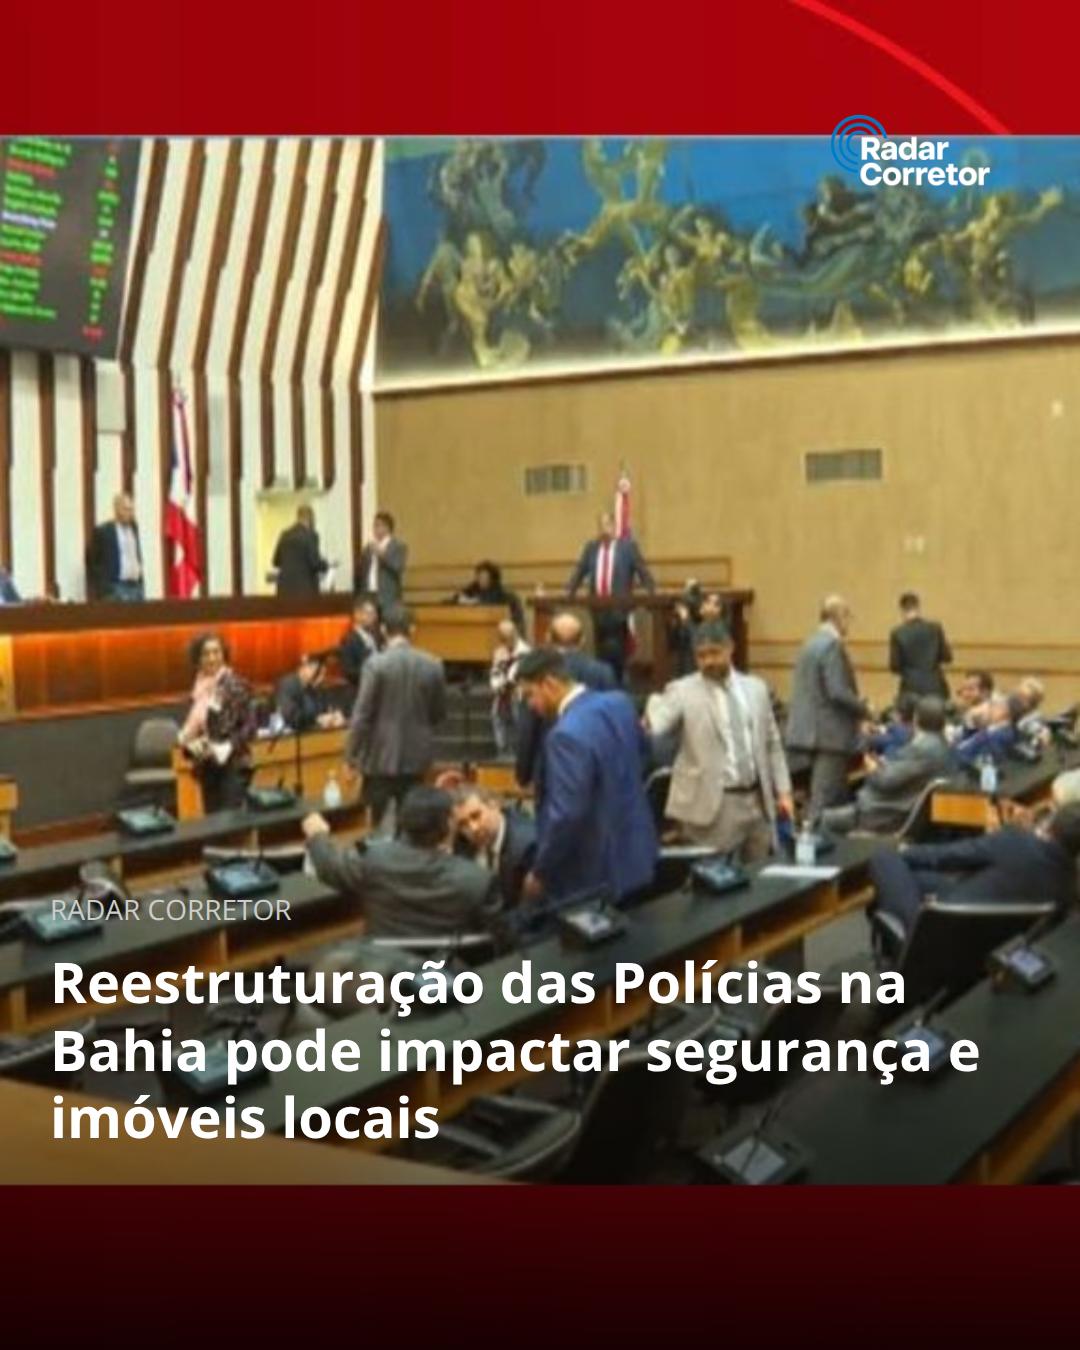 Radar
Corretor
RADAR CORRETOR
Reestruturação das Polícias na
Bahia pode impactar segurança e
imóveis locais